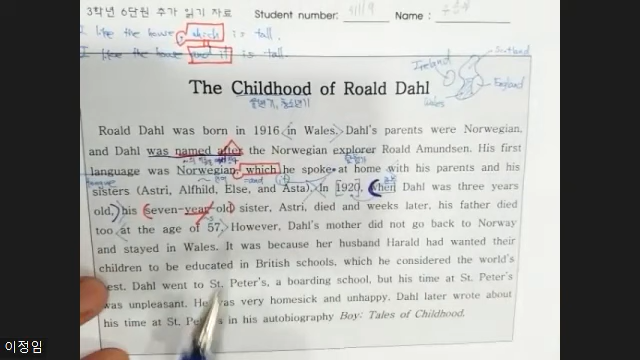 3학년 6단원 추가 읽기 자료 Student number: Name :
I like the house which is tall.
I like the house and it is tall.
Ireland Scotland
England
Wales
The Childhood of Roald Dahl
Roald Dahl was born in 1916 in Wales. Dahl's parents were Norwegian,
and Dahl was named after the Norwegian explorer Roald Amundsen. His first
language was Norwegian, which he spoke at home with his parents and his
sisters (Astri, Alfhild, Else, and Asta). In 1920, when Dahl was three years
old, his seven-year-old sister, Astri, died and weeks later, his father died
too at the age of 57. However, Dahl's mother did not go back to Norway
and stayed in Wales. It was because her husband Harald had wanted their
children to be educated in British schools, which he considered the world's
est. Dahl went to St. Peter's, a boarding school, but his time at St. Peter's
was unpleasant. He was very homesick and unhappy. Dahl later wrote about
his time at St. Peter's in his autobiography Boy: Tales of Childhood.
이정임